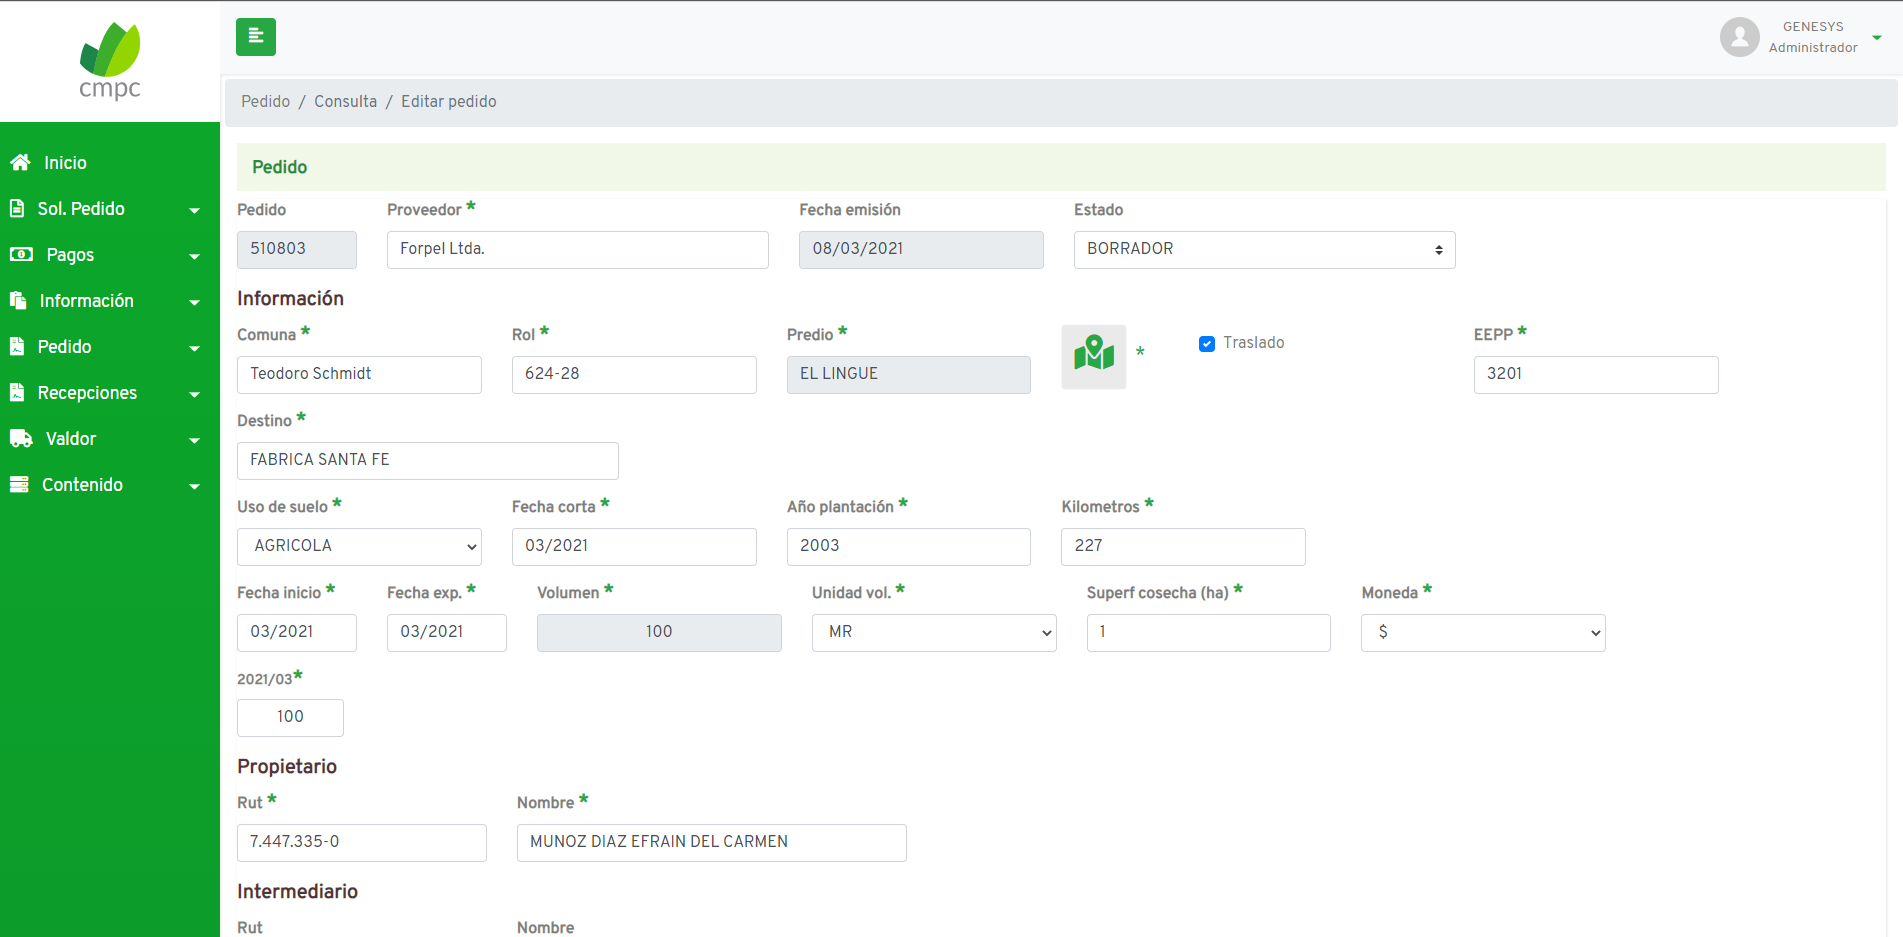 cmpc
GENESYS
Administrador
Pedido / Consulta / Editar pedido
Inicio
Sol. Pedido
Pagos
Información
Pedido
Recepciones
Valdor
Contenido
Pedido
Pedido Proveedor * Fecha emisión Estado
510803 Forpel Ltda. 08/03/2021 BORRADOR
Información
Comuna * Rol * Predio * * Traslado EEPP *
Teodoro Schmidt 624-28 EL LINGUE 3201
Destino *
FABRICA SANTA FE
Uso de suelo * Fecha corta * Año plantación * Kilometros *
AGRICOLA 03/2021 2003 227
Fecha inicio * Fecha exp. * Volumen * Unidad vol. * Superf cosecha (ha) * Moneda *
03/2021 03/2021 100 MR 1 $
2021/03*
100
Propietario
Rut * Nombre *
7.447.335-0 MUNOZ DIAZ EFRAIN DEL CARMEN
Intermediario
Rut Nombre